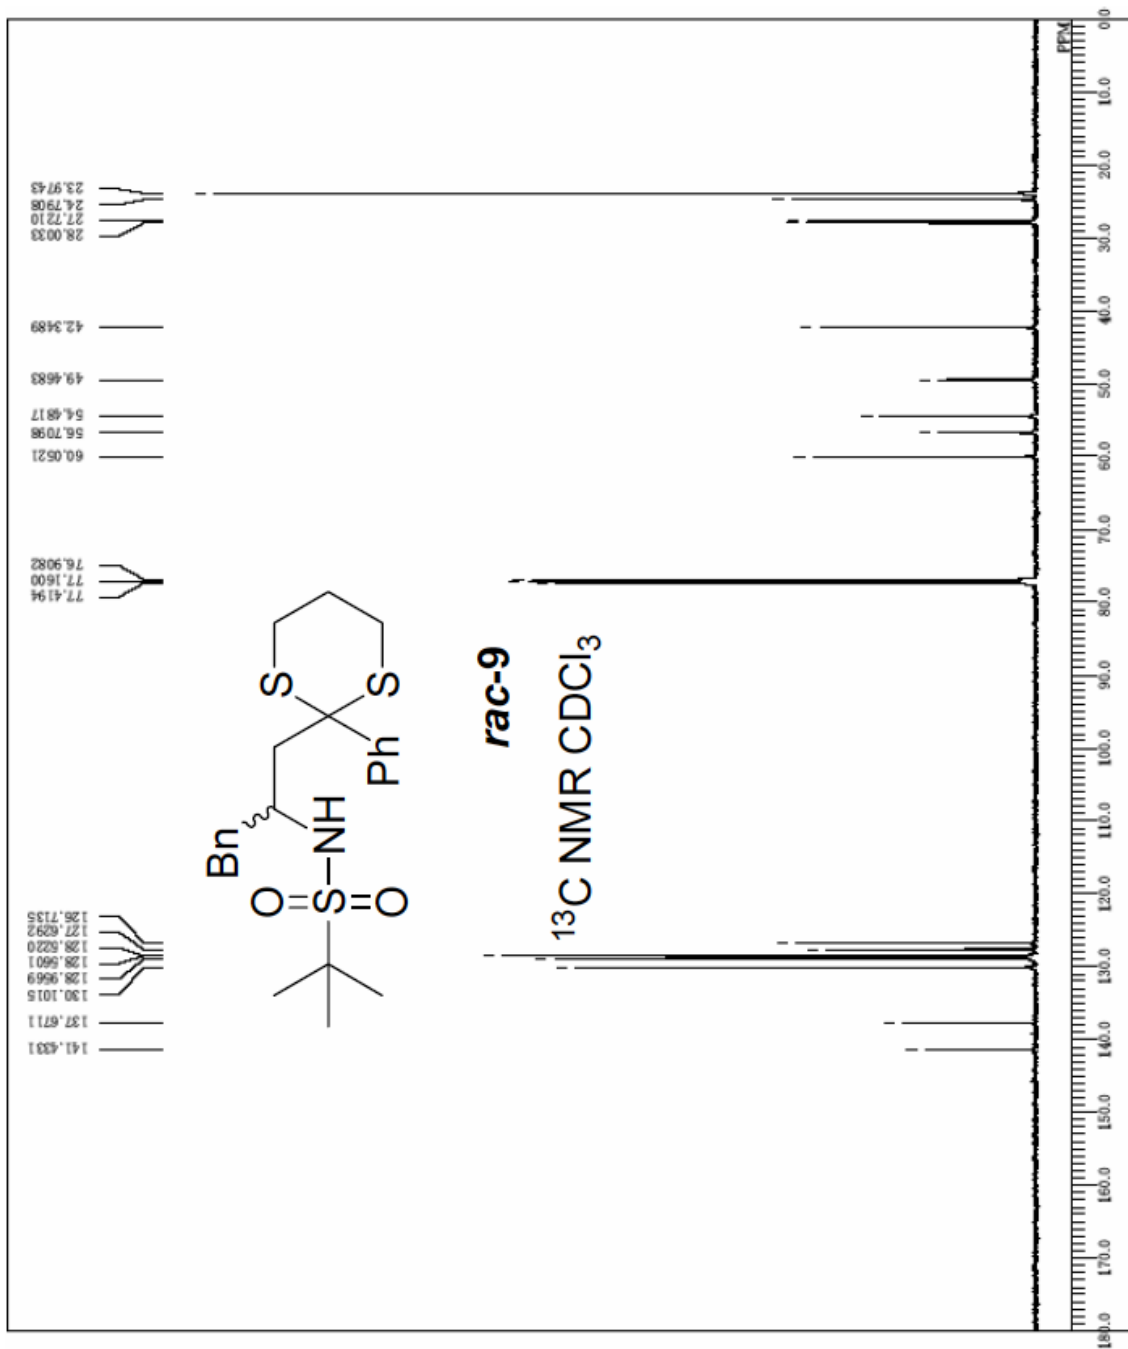 141.4331
137.6711
130.1015
128.9569
128.5601
128.5220
127.6292
126.7135
77.4194
77.1600
76.9082
60.0521
56.7098
54.4817
49.4683
42.3489
28.0033
27.7210
24.7908
23.9743
Bn
O
S
S NH
Ph S
O
rac-9
¹³C NMR CDCl₃
PPM
180.0 170.0 160.0 150.0 140.0 130.0 120.0 110.0 100.0 90.0 80.0 70.0 60.0 50.0 40.0 30.0 20.0 10.0 0.0